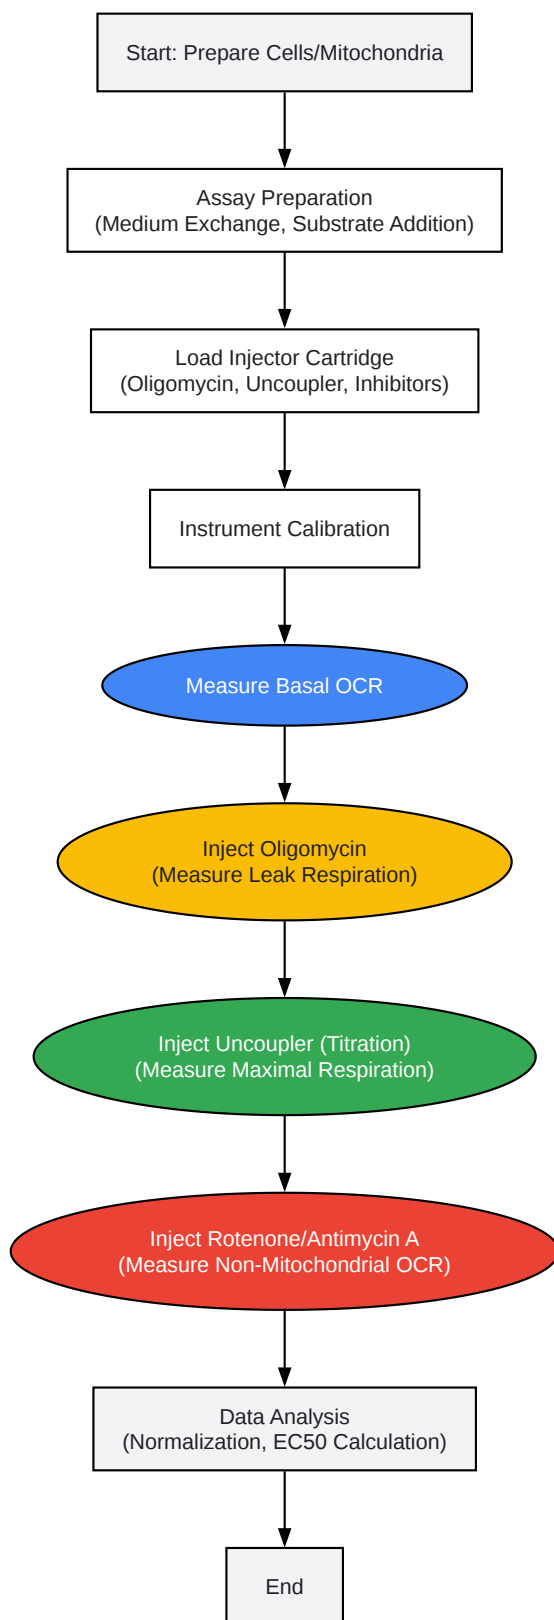 Start: Prepare Cells/Mitochondria
Assay Preparation
(Medium Exchange, Substrate Addition)
Load Injector Cartridge
(Oligomycin, Uncoupler, Inhibitors)
Instrument Calibration
Measure Basal OCR
Inject Oligomycin
(Measure Leak Respiration)
Inject Uncoupler (Titration)
(Measure Maximal Respiration)
Inject Rotenone/Antimycin A
(Measure Non-Mitochondrial OCR)
Data Analysis
(Normalization, EC50 Calculation)
End